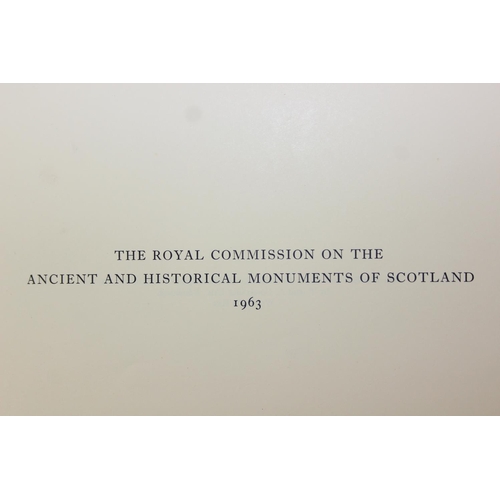 THE ROYAL COMMISSION ON THE
ANCIENT AND HISTORICAL MONUMENTS OF SCOTLAND
1963